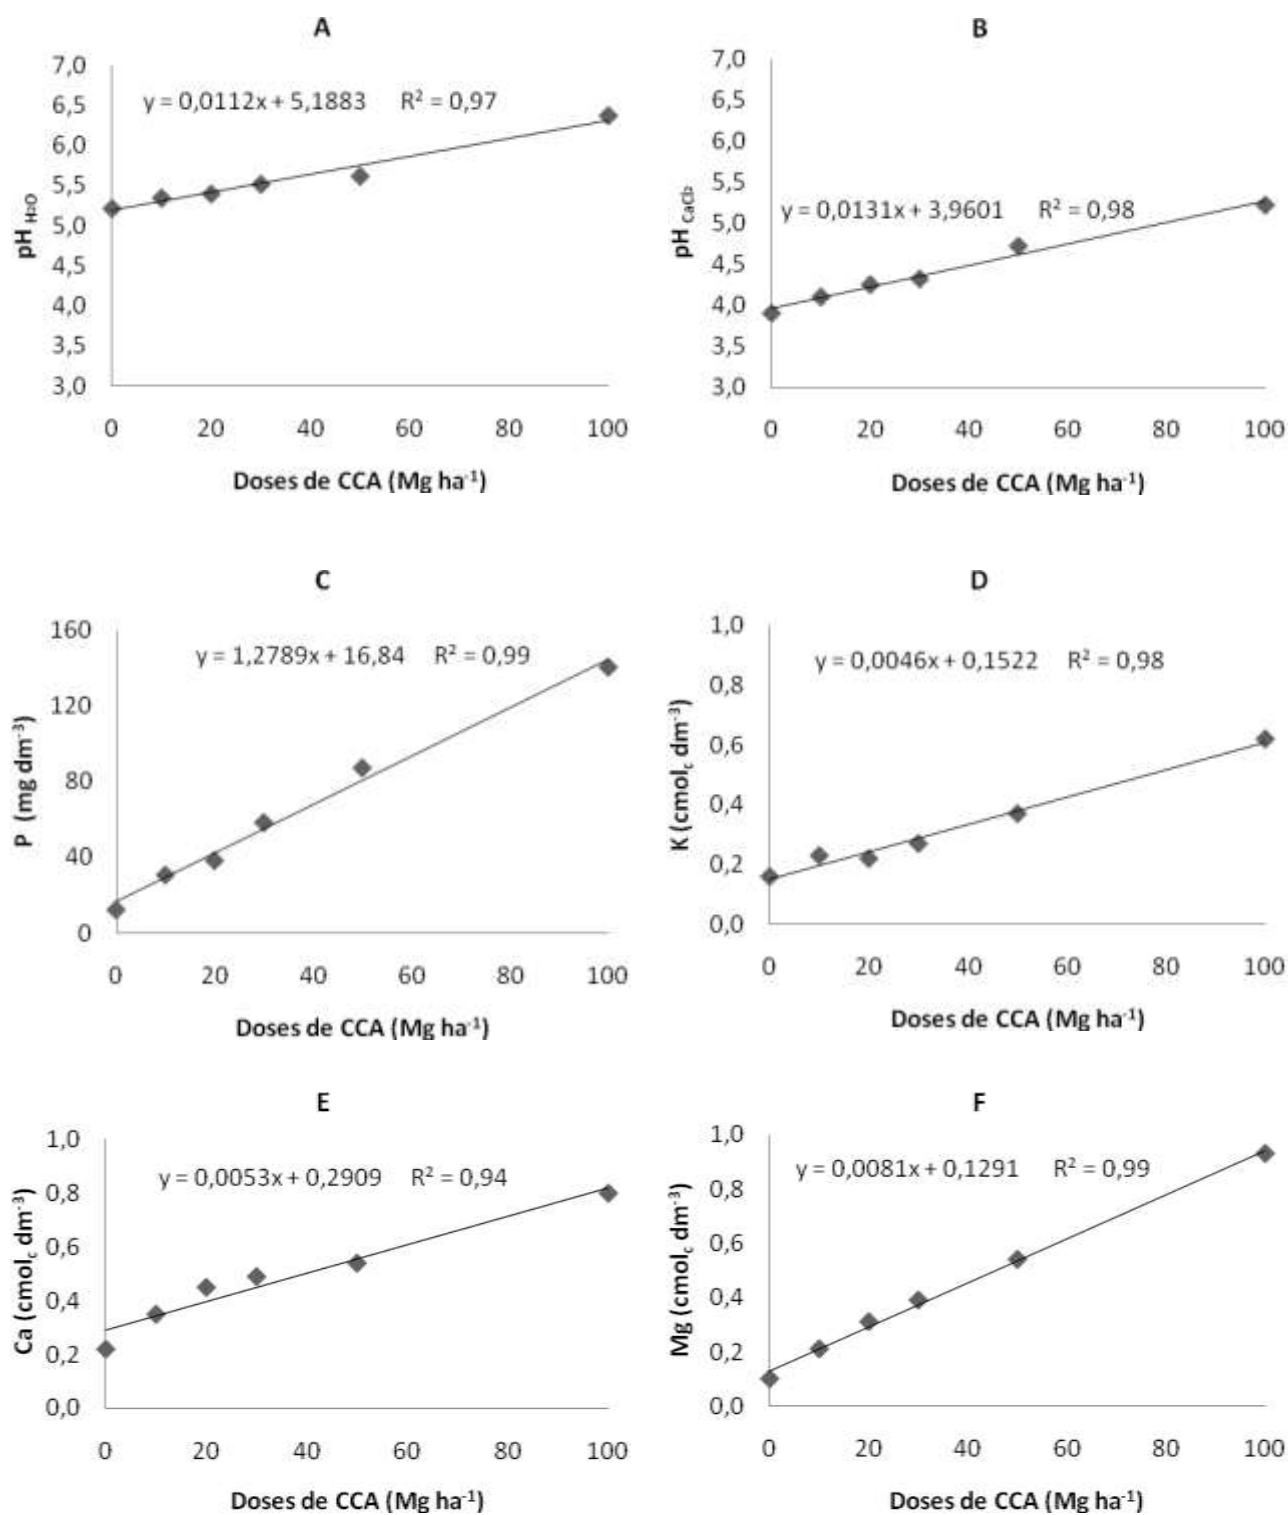 A
7,0
6,5
6,0
5,5
5,0
4,5
4,0
3,5
3,0
pH H2O
y = 0,0112x + 5,1883 R² = 0,97
0 20 40 60 80 100
Doses de CCA (Mg ha⁻¹)
B
7,0
6,5
6,0
5,5
5,0
4,5
4,0
3,5
3,0
pH CaCl2
y = 0,0131x + 3,9601 R² = 0,98
0 20 40 60 80 100
Doses de CCA (Mg ha⁻¹)
C
160
120
80
40
0
P (mg dm⁻³)
y = 1,2789x + 16,84 R² = 0,99
0 20 40 60 80 100
Doses de CCA (Mg ha⁻¹)
D
1,0
0,8
0,6
0,4
0,2
0,0
K (cmolc dm⁻³)
y = 0,0046x + 0,1522 R² = 0,98
0 20 40 60 80 100
Doses de CCA (Mg ha⁻¹)
E
1,0
0,8
0,6
0,4
0,2
0,0
Ca (cmolc dm⁻³)
y = 0,0053x + 0,2909 R² = 0,94
0 20 40 60 80 100
Doses de CCA (Mg ha⁻¹)
F
1,0
0,8
0,6
0,4
0,2
0,0
Mg (cmolc dm⁻³)
y = 0,0081x + 0,1291 R² = 0,99
0 20 40 60 80 100
Doses de CCA (Mg ha⁻¹)